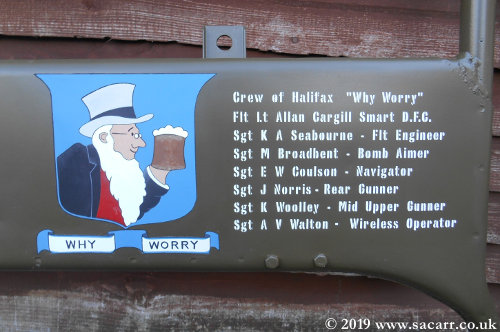 WHY WORRY
Crew of Halifax "Why Worry"
Flt Lt Allan Cargill Smart D.F.C.
Sgt K A Seabourne - Flt Engineer
Sgt M Broadbent - Bomb Aimer
Sgt E W Coulson - Navigator
Sgt J Norris - Rear Gunner
Sgt K Woolley - Mid Upper Gunner
Sgt A V Walton - Wireless Operator
© 2019 www.sacarr.co.uk